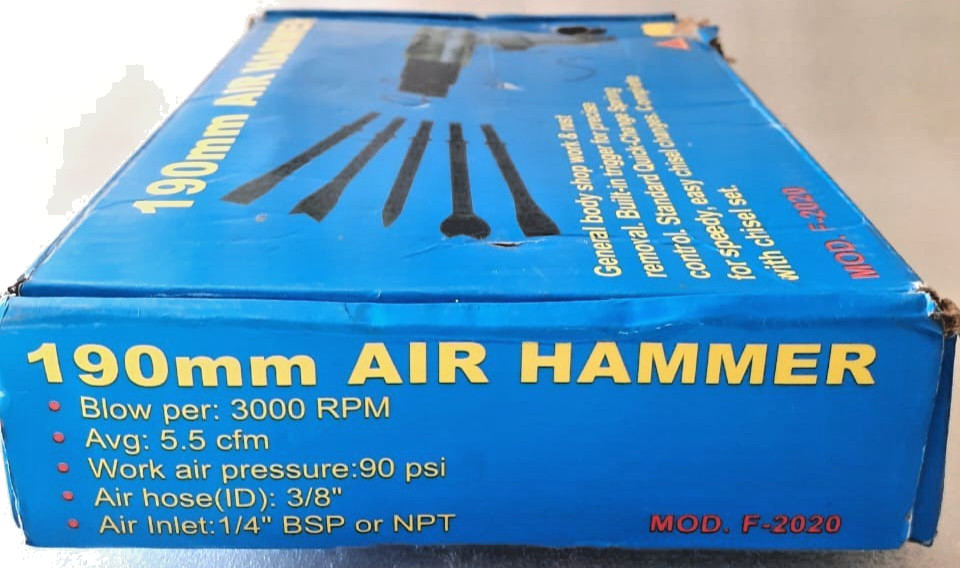 190mm AIR HAMMER
General body shop work & rust
removal. Built-in trigger for precise
control. Standard Quick-Change Spring
for speedy, easy chisel changes. Complete
with chisel set.
MOD. F-2020
190mm AIR HAMMER
• Blow per: 3000 RPM
• Avg: 5.5 cfm
• Work air pressure:90 psi
• Air hose(ID): 3/8"
• Air Inlet:1/4" BSP or NPT
MOD. F-2020